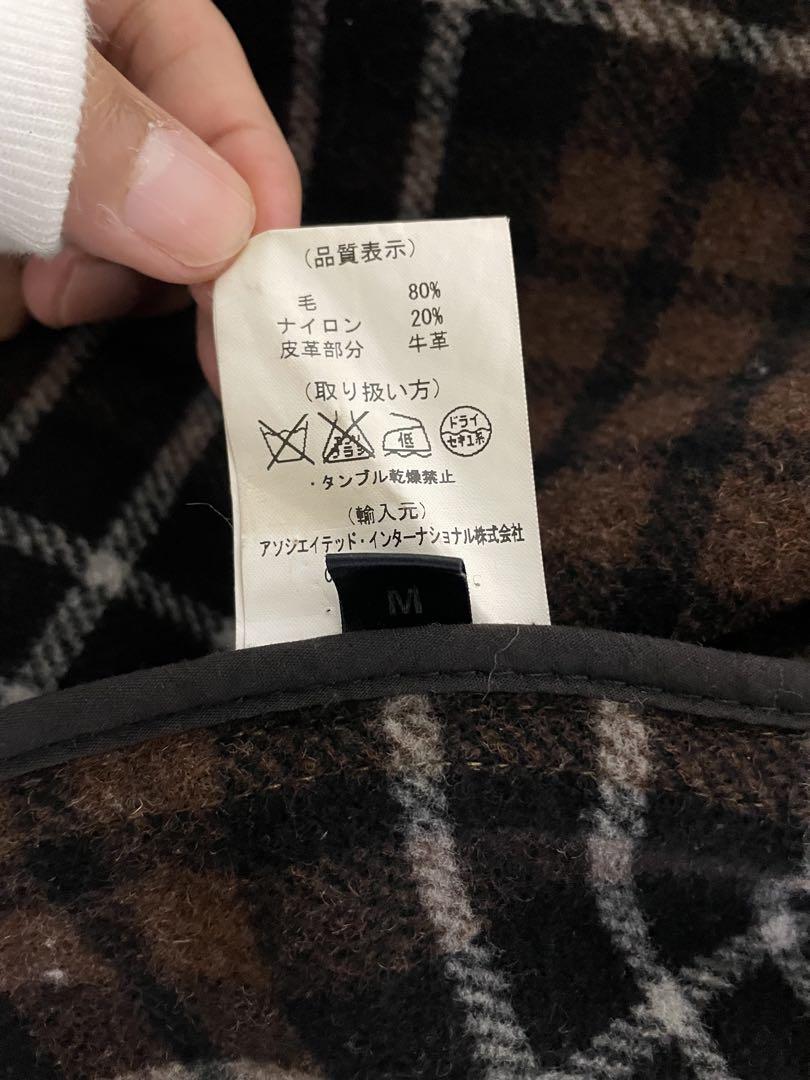 （品質表示）
毛 80%
ナイロン 20%
皮革部分 牛革
（取り扱い方）
低 ドライ
セキユ系
・タンブル乾燥禁止
（輸入元）
アソシエイテッド・インターナショナル株式会社
M